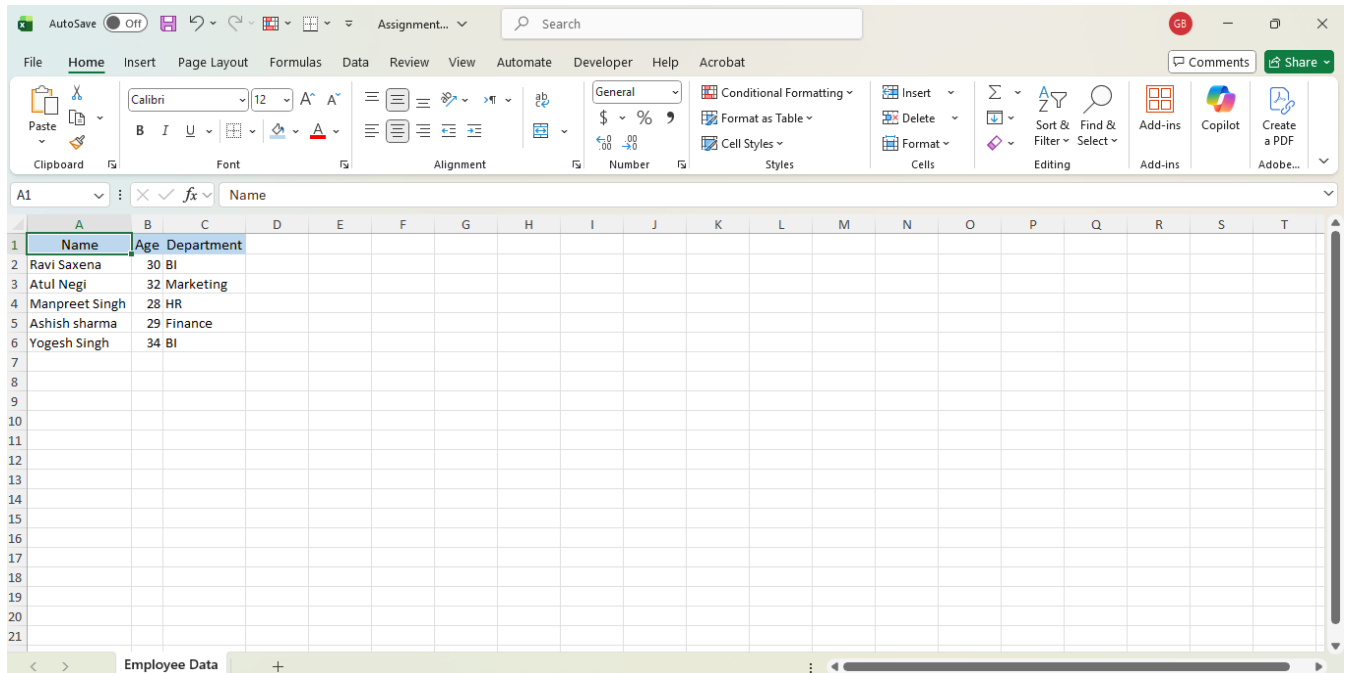 AutoSave Off Assignment... Search GB
File Home Insert Page Layout Formulas Data Review View Automate Developer Help Acrobat Comments Share
Calibri 12 General Conditional Formatting Insert
Paste B I U A $ % Format as Table Delete Sort & Find & Add-ins Copilot Create
Cell Styles Format Filter Select a PDF
Clipboard Font Alignment Number Styles Cells Editing Add-ins Adobe...
A1 fx Name
A B C D E F G H I J K L M N O P Q R S T
1 Name Age Department
2 Ravi Saxena 30 BI
3 Atul Negi 32 Marketing
4 Manpreet Singh 28 HR
5 Ashish sharma 29 Finance
6 Yogesh Singh 34 BI
7
8
9
10
11
12
13
14
15
16
17
18
19
20
21
Employee Data